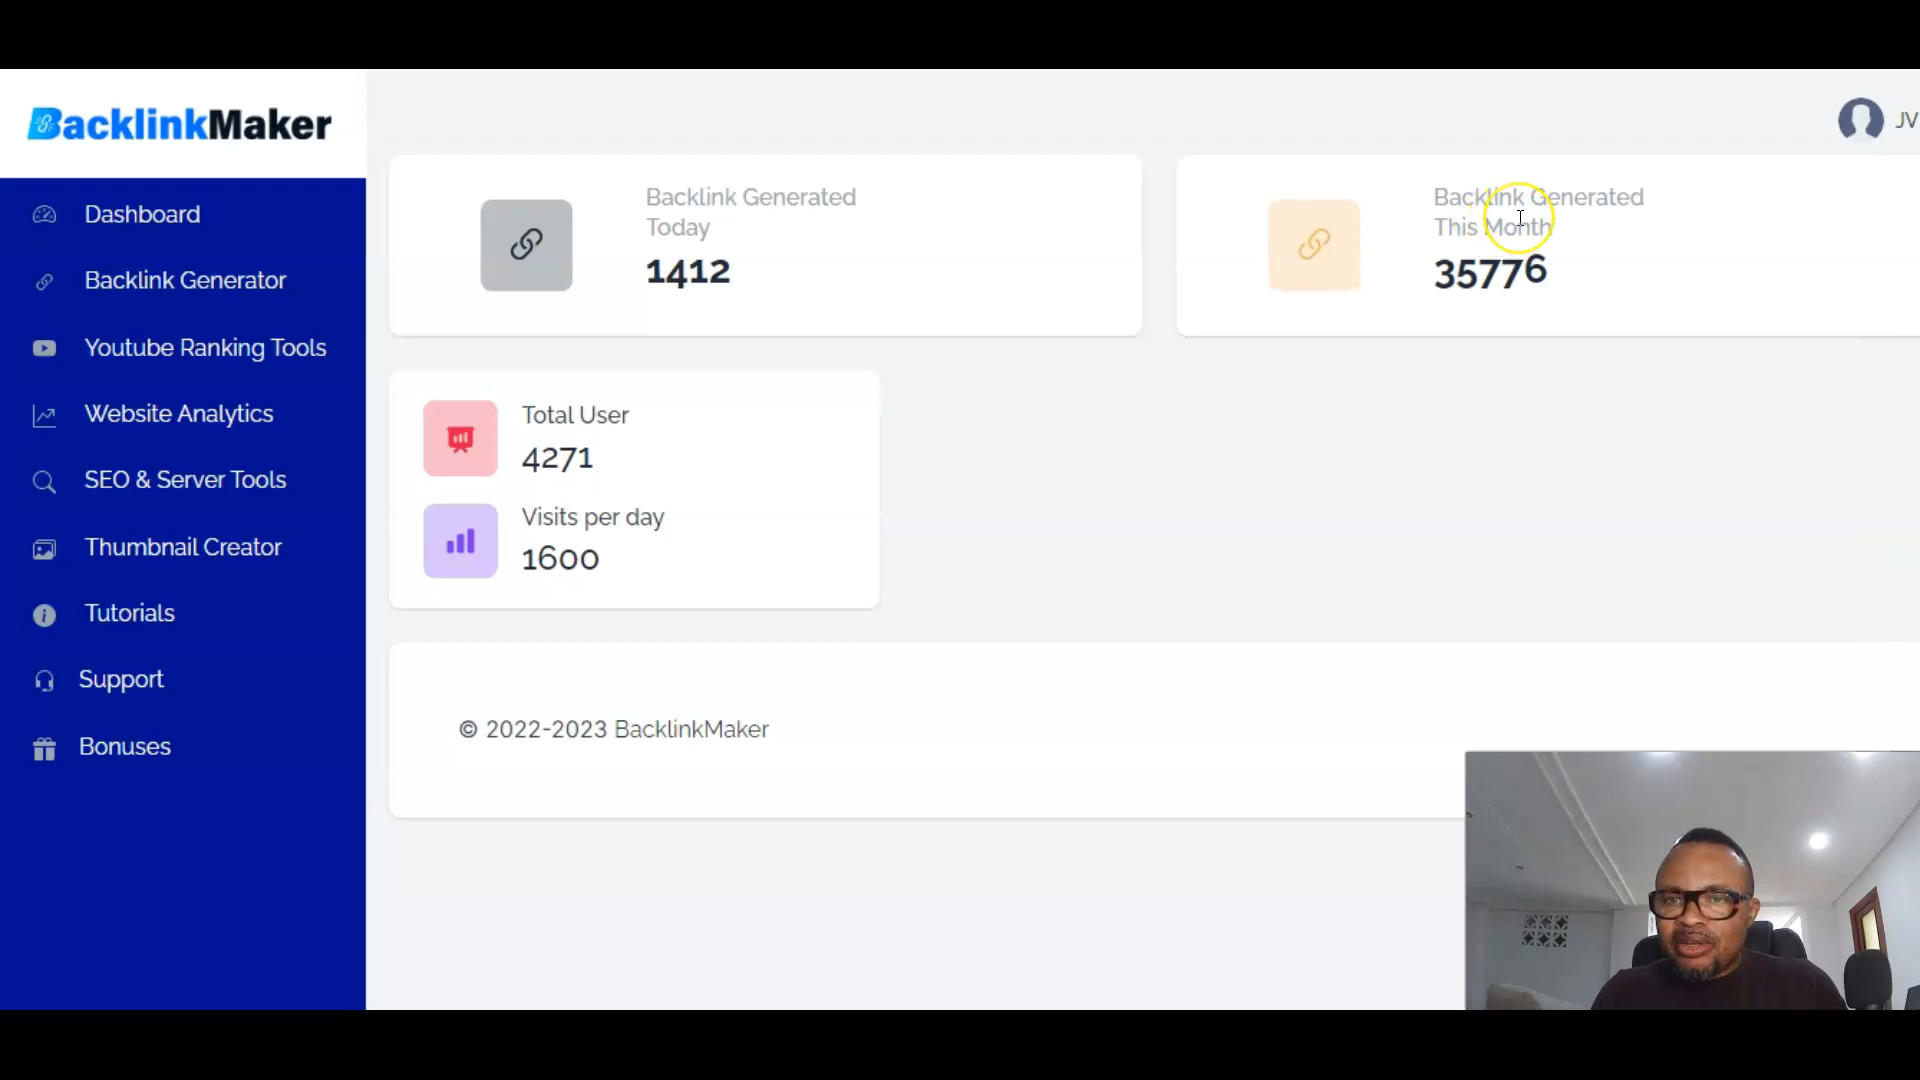 BacklinkMaker
JV
Dashboard
Backlink Generator
Youtube Ranking Tools
Website Analytics
SEO & Server Tools
Thumbnail Creator
Tutorials
Support
Bonuses
Backlink Generated
Today
1412
Backlink Generated
This Month
35776
Total User
4271
Visits per day
1600
© 2022-2023 BacklinkMaker